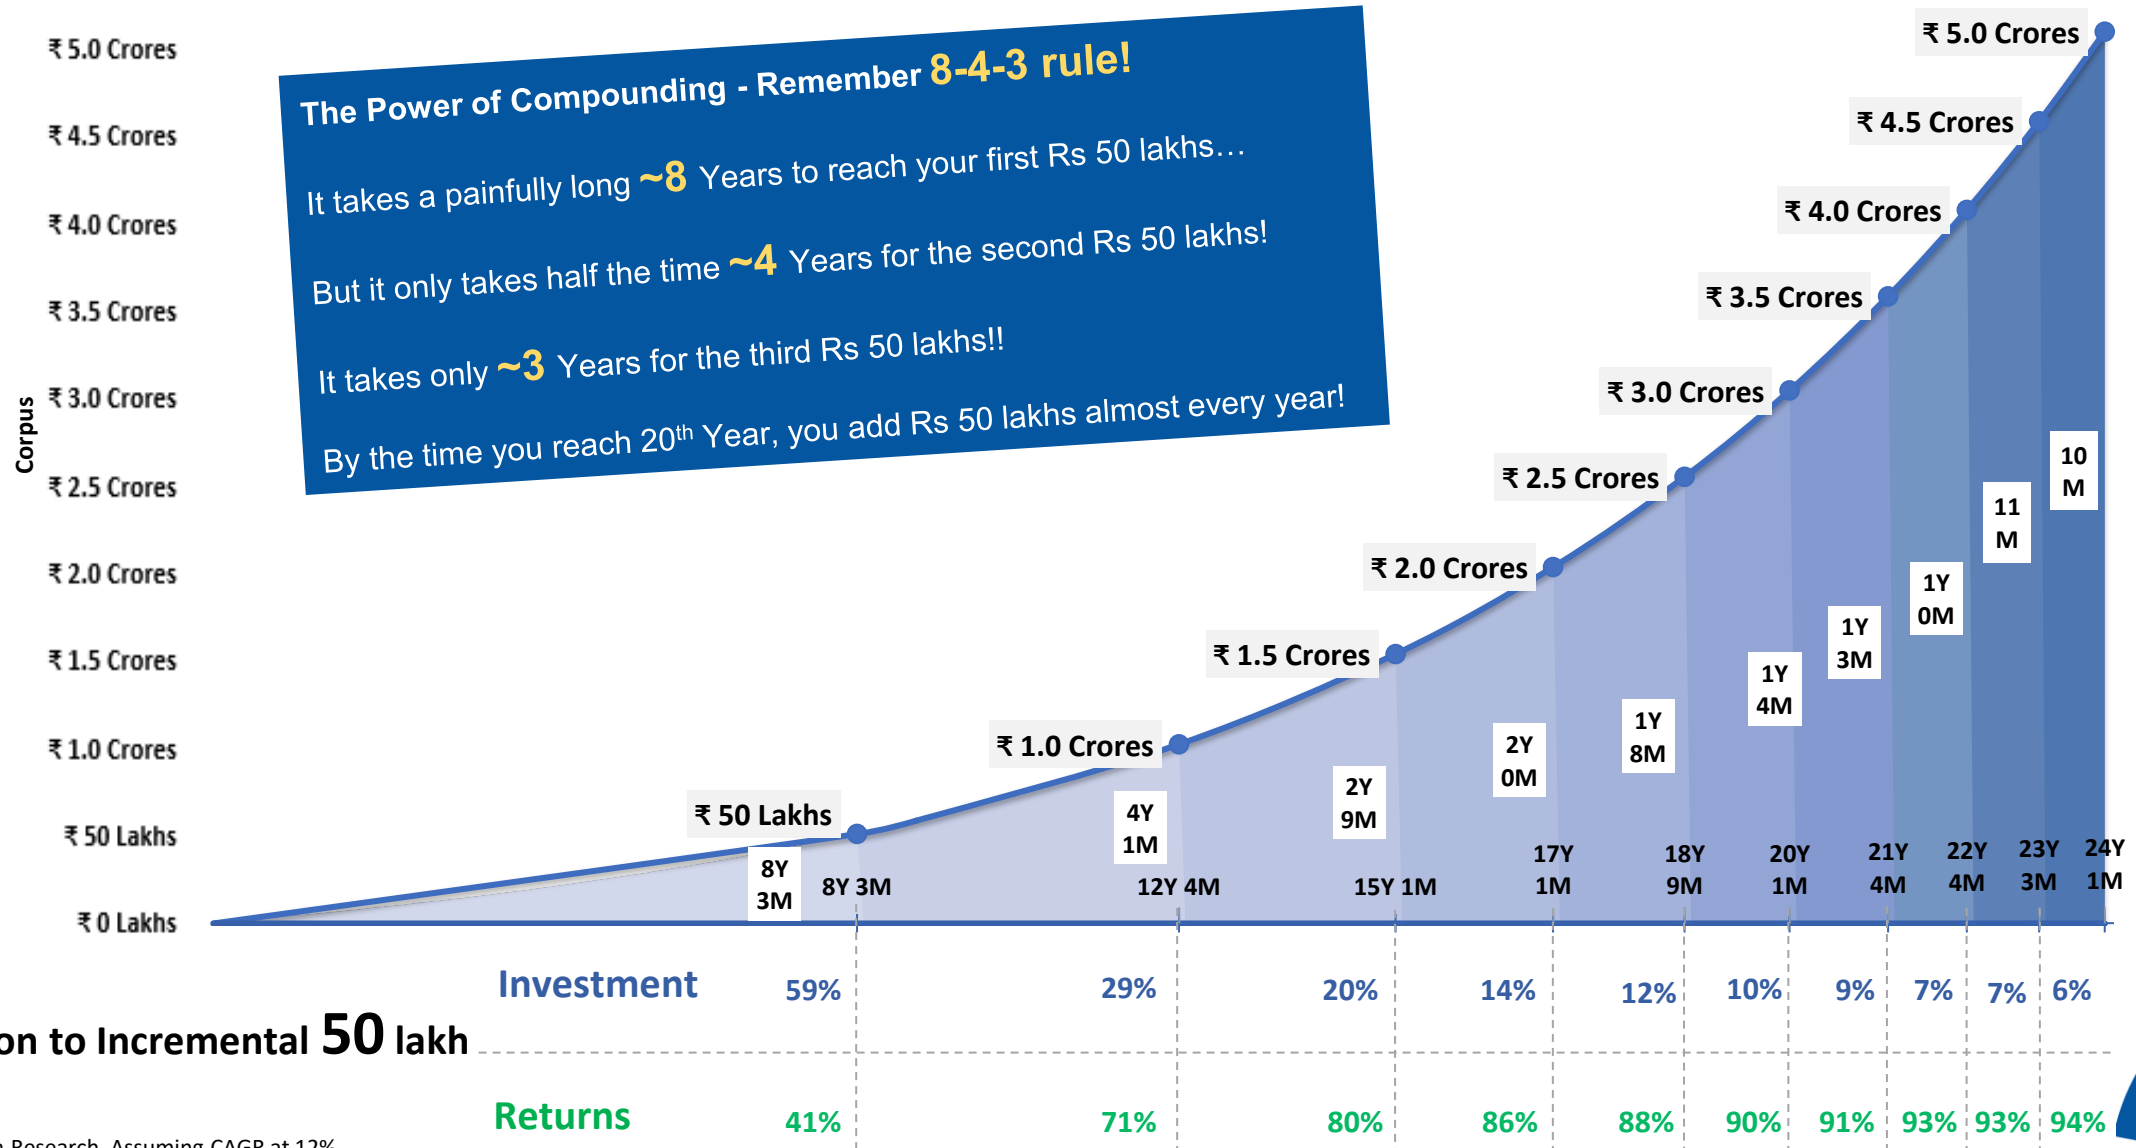 The Power of Compounding - Remember 8-4-3 rule!
It takes a painfully long ~8 Years to reach your first Rs 50 lakhs…
But it only takes half the time ~4 Years for the second Rs 50 lakhs!
It takes only ~3 Years for the third Rs 50 lakhs!!
By the time you reach 20th Year, you add Rs 50 lakhs almost every year!
Corpus
₹ 5.0 Crores
₹ 4.5 Crores
₹ 4.0 Crores
₹ 3.5 Crores
₹ 3.0 Crores
₹ 2.5 Crores
₹ 2.0 Crores
₹ 1.5 Crores
₹ 1.0 Crores
₹ 50 Lakhs
₹ 0 Lakhs
₹ 50 Lakhs
₹ 1.0 Crores
₹ 1.5 Crores
₹ 2.0 Crores
₹ 2.5 Crores
₹ 3.0 Crores
₹ 3.5 Crores
₹ 4.0 Crores
₹ 4.5 Crores
₹ 5.0 Crores
8Y
3M
4Y
1M
2Y
9M
2Y
0M
1Y
8M
1Y
4M
1Y
3M
1Y
0M
11
M
10
M
8Y 3M
12Y 4M
15Y 1M
17Y
1M
18Y
9M
20Y
1M
21Y
4M
22Y
4M
23Y
3M
24Y
1M
Investment 59% 29% 20% 14% 12% 10% 9% 7% 7% 6%
on to Incremental 50 lakh
Returns 41% 71% 80% 86% 88% 90% 91% 93% 93% 94%
Research, Assuming CAGR at 12%